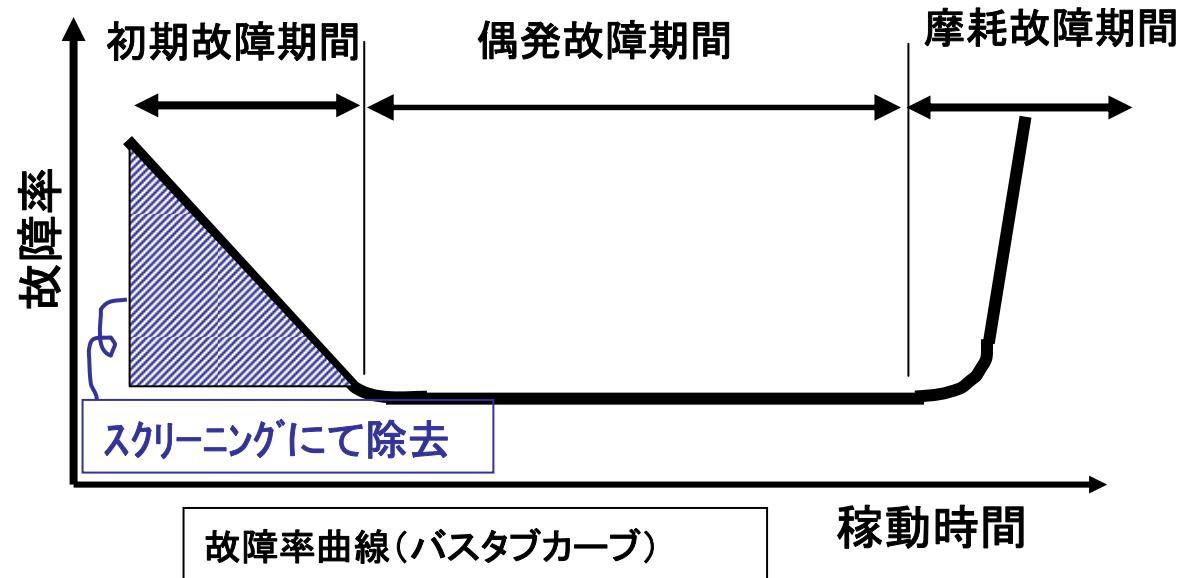 初期故障期間
偶発故障期間
摩耗故障期間
故障率
ｽｸﾘｰﾆﾝｸﾞにて除去
稼動時間
故障率曲線（バスタブカーブ）